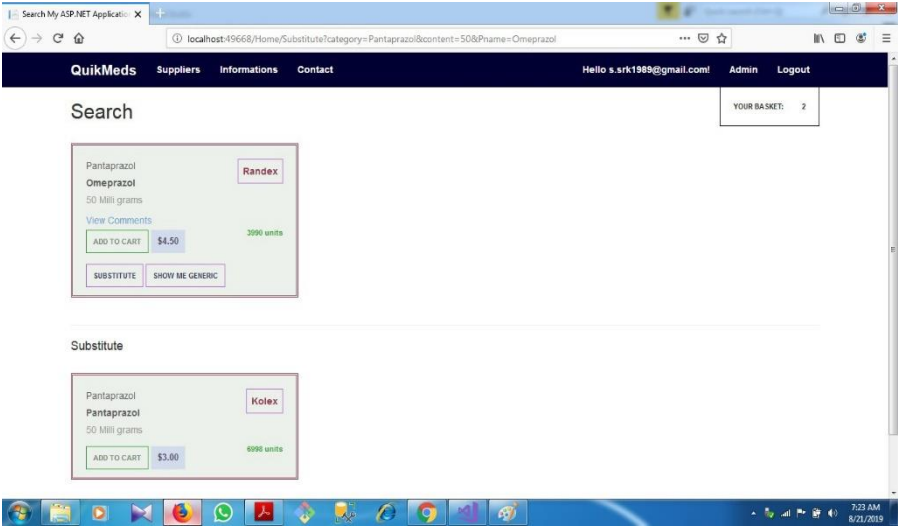 Search My ASP.NET Application
localhost:49668/Home/Substitute?category=Pantaprazol&content=50&Pname=Omeprazol
QuikMeds Suppliers Informations Contact Hello s.srk1989@gmail.com! Admin Logout
YOUR BASKET: 2
Search
Pantaprazol
Randex
Omeprazol
50 Milli grams
View Comments
ADD TO CART $4.50 3990 units
SUBSTITUTE SHOW ME GENERIC
Substitute
Pantaprazol
Kolex
Pantaprazol
50 Milli grams
ADD TO CART $3.00 6998 units
7:23 AM
8/21/2019